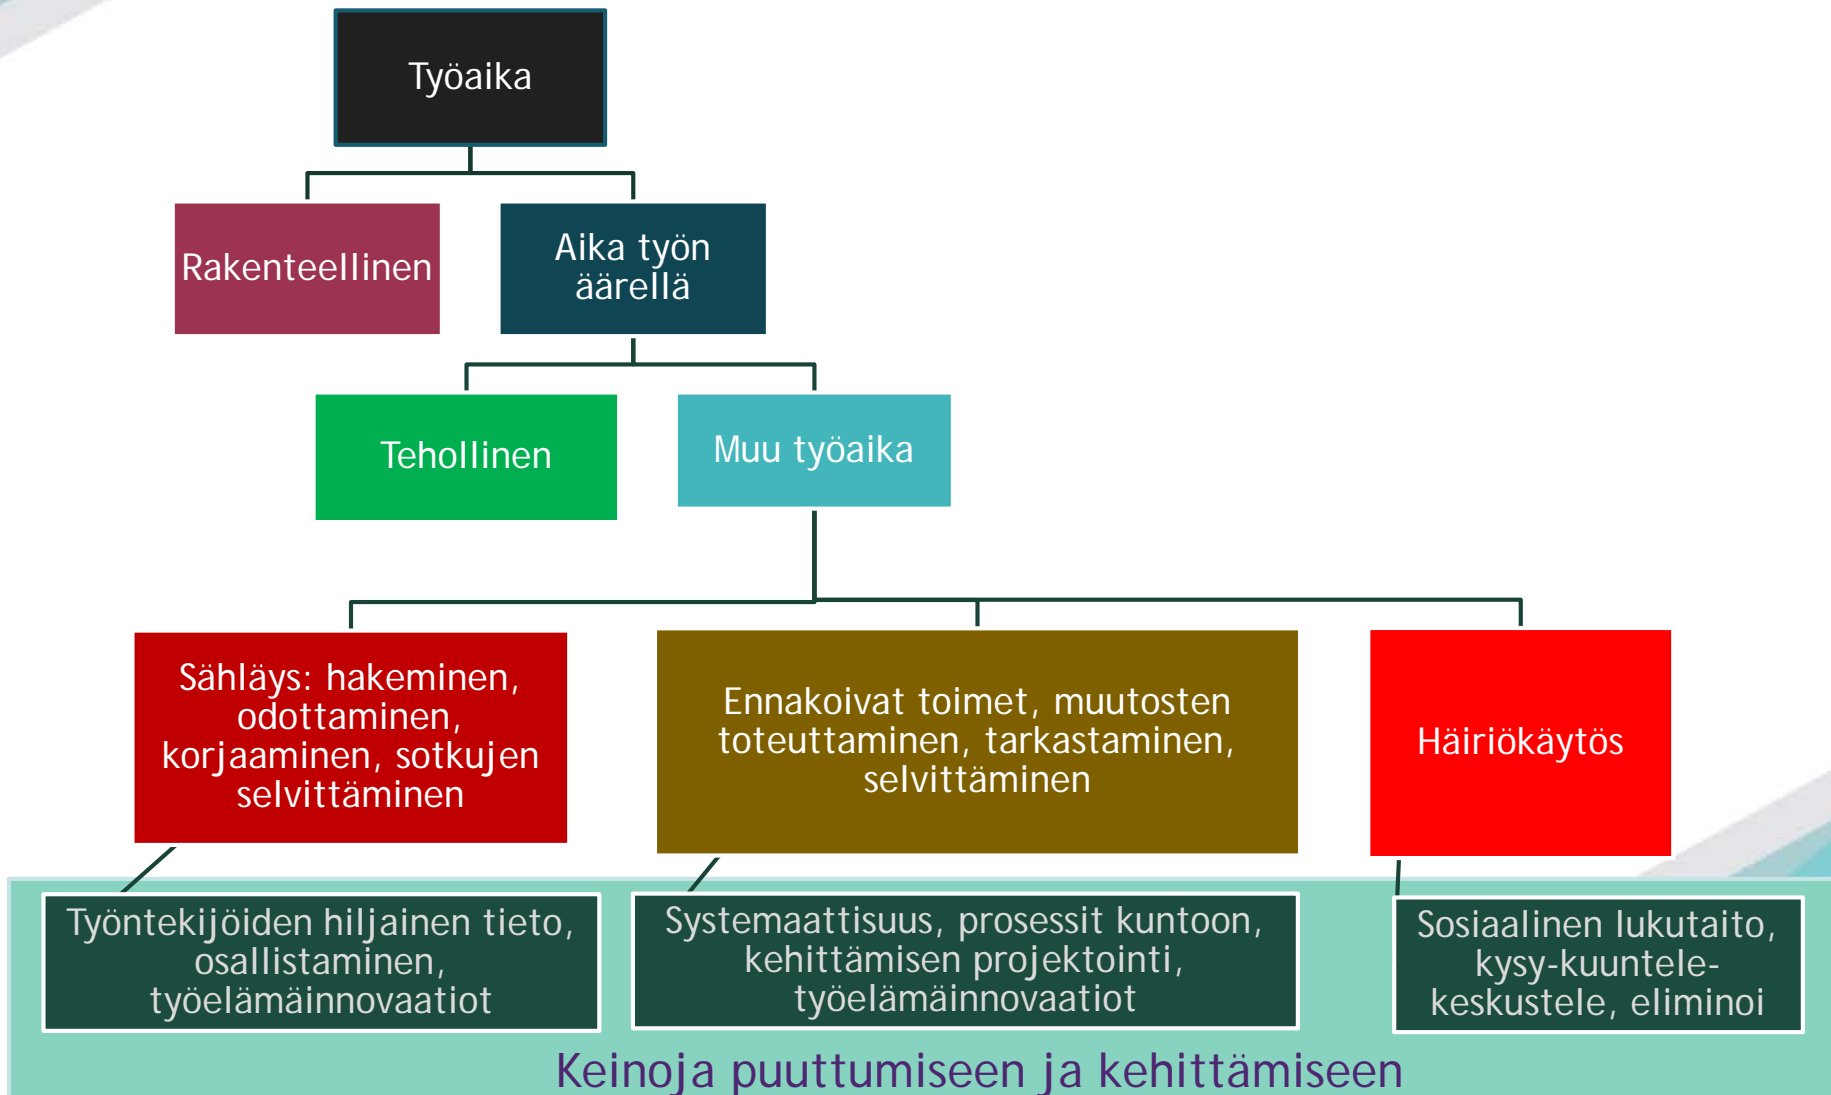 Työaika
Rakenteellinen
Aika työn
äärellä
Tehollinen
Muu työaika
Sähläys: hakeminen,
odottaminen,
korjaaminen, sotkujen
selvittäminen
Ennakoivat toimet, muutosten
toteuttaminen, tarkastaminen,
selvittäminen
Häiriökäytös
Työntekijöiden hiljainen tieto,
osallistaminen,
työelämäinnovaatiot
Systemaattisuus, prosessit kuntoon,
kehittämisen projektointi,
työelämäinnovaatiot
Sosiaalinen lukutaito,
kysy-kuuntele-
keskustele, eliminoi
Keinoja puuttumiseen ja kehittämiseen